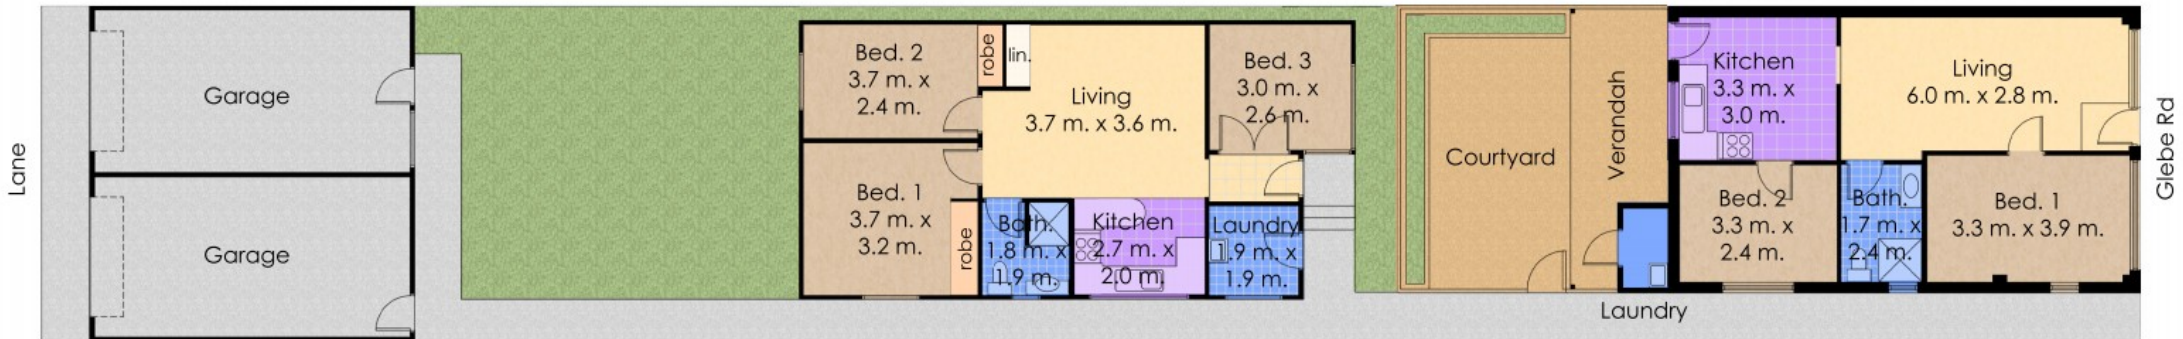 Lane
Garage
Garage
Bed. 2
3.7 m. x
2.4 m.
robe
lin.
Living
3.7 m. x 3.6 m.
Bed. 3
3.0 m. x
2.6 m.
Bed. 1
3.7 m. x
3.2 m.
robe
Bath.
1.8 m. x
1.9 m.
Kitchen
2.7 m. x
2.0 m.
Laundry
1.9 m. x
1.9 m.
Courtyard
Verandah
Laundry
Kitchen
3.3 m. x
3.0 m.
Living
6.0 m. x 2.8 m.
Bed. 2
3.3 m. x
2.4 m.
Bath.
1.7 m. x
2.4 m.
Bed. 1
3.3 m. x 3.9 m.
Glebe Rd